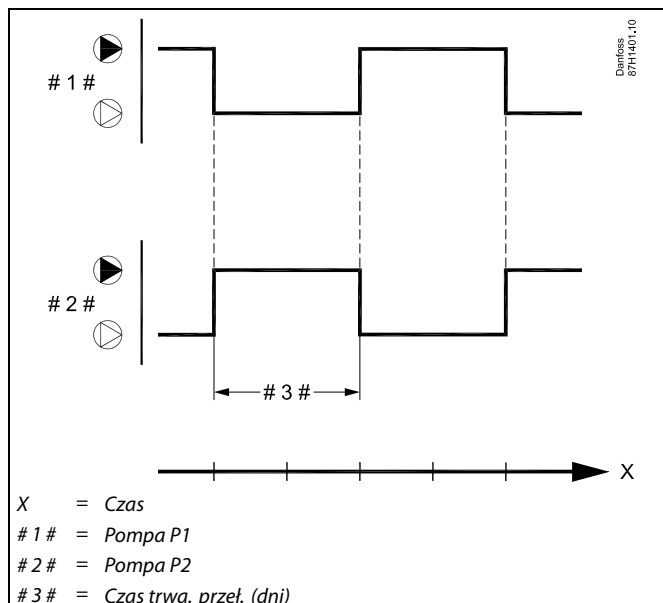 Danfoss
87H1401.10
# 1 #
# 2 #
# 3 #
X
X = Czas
# 1 # = Pompa P1
# 2 # = Pompa P2
# 3 # = Czas trwa. przeł. (dni)